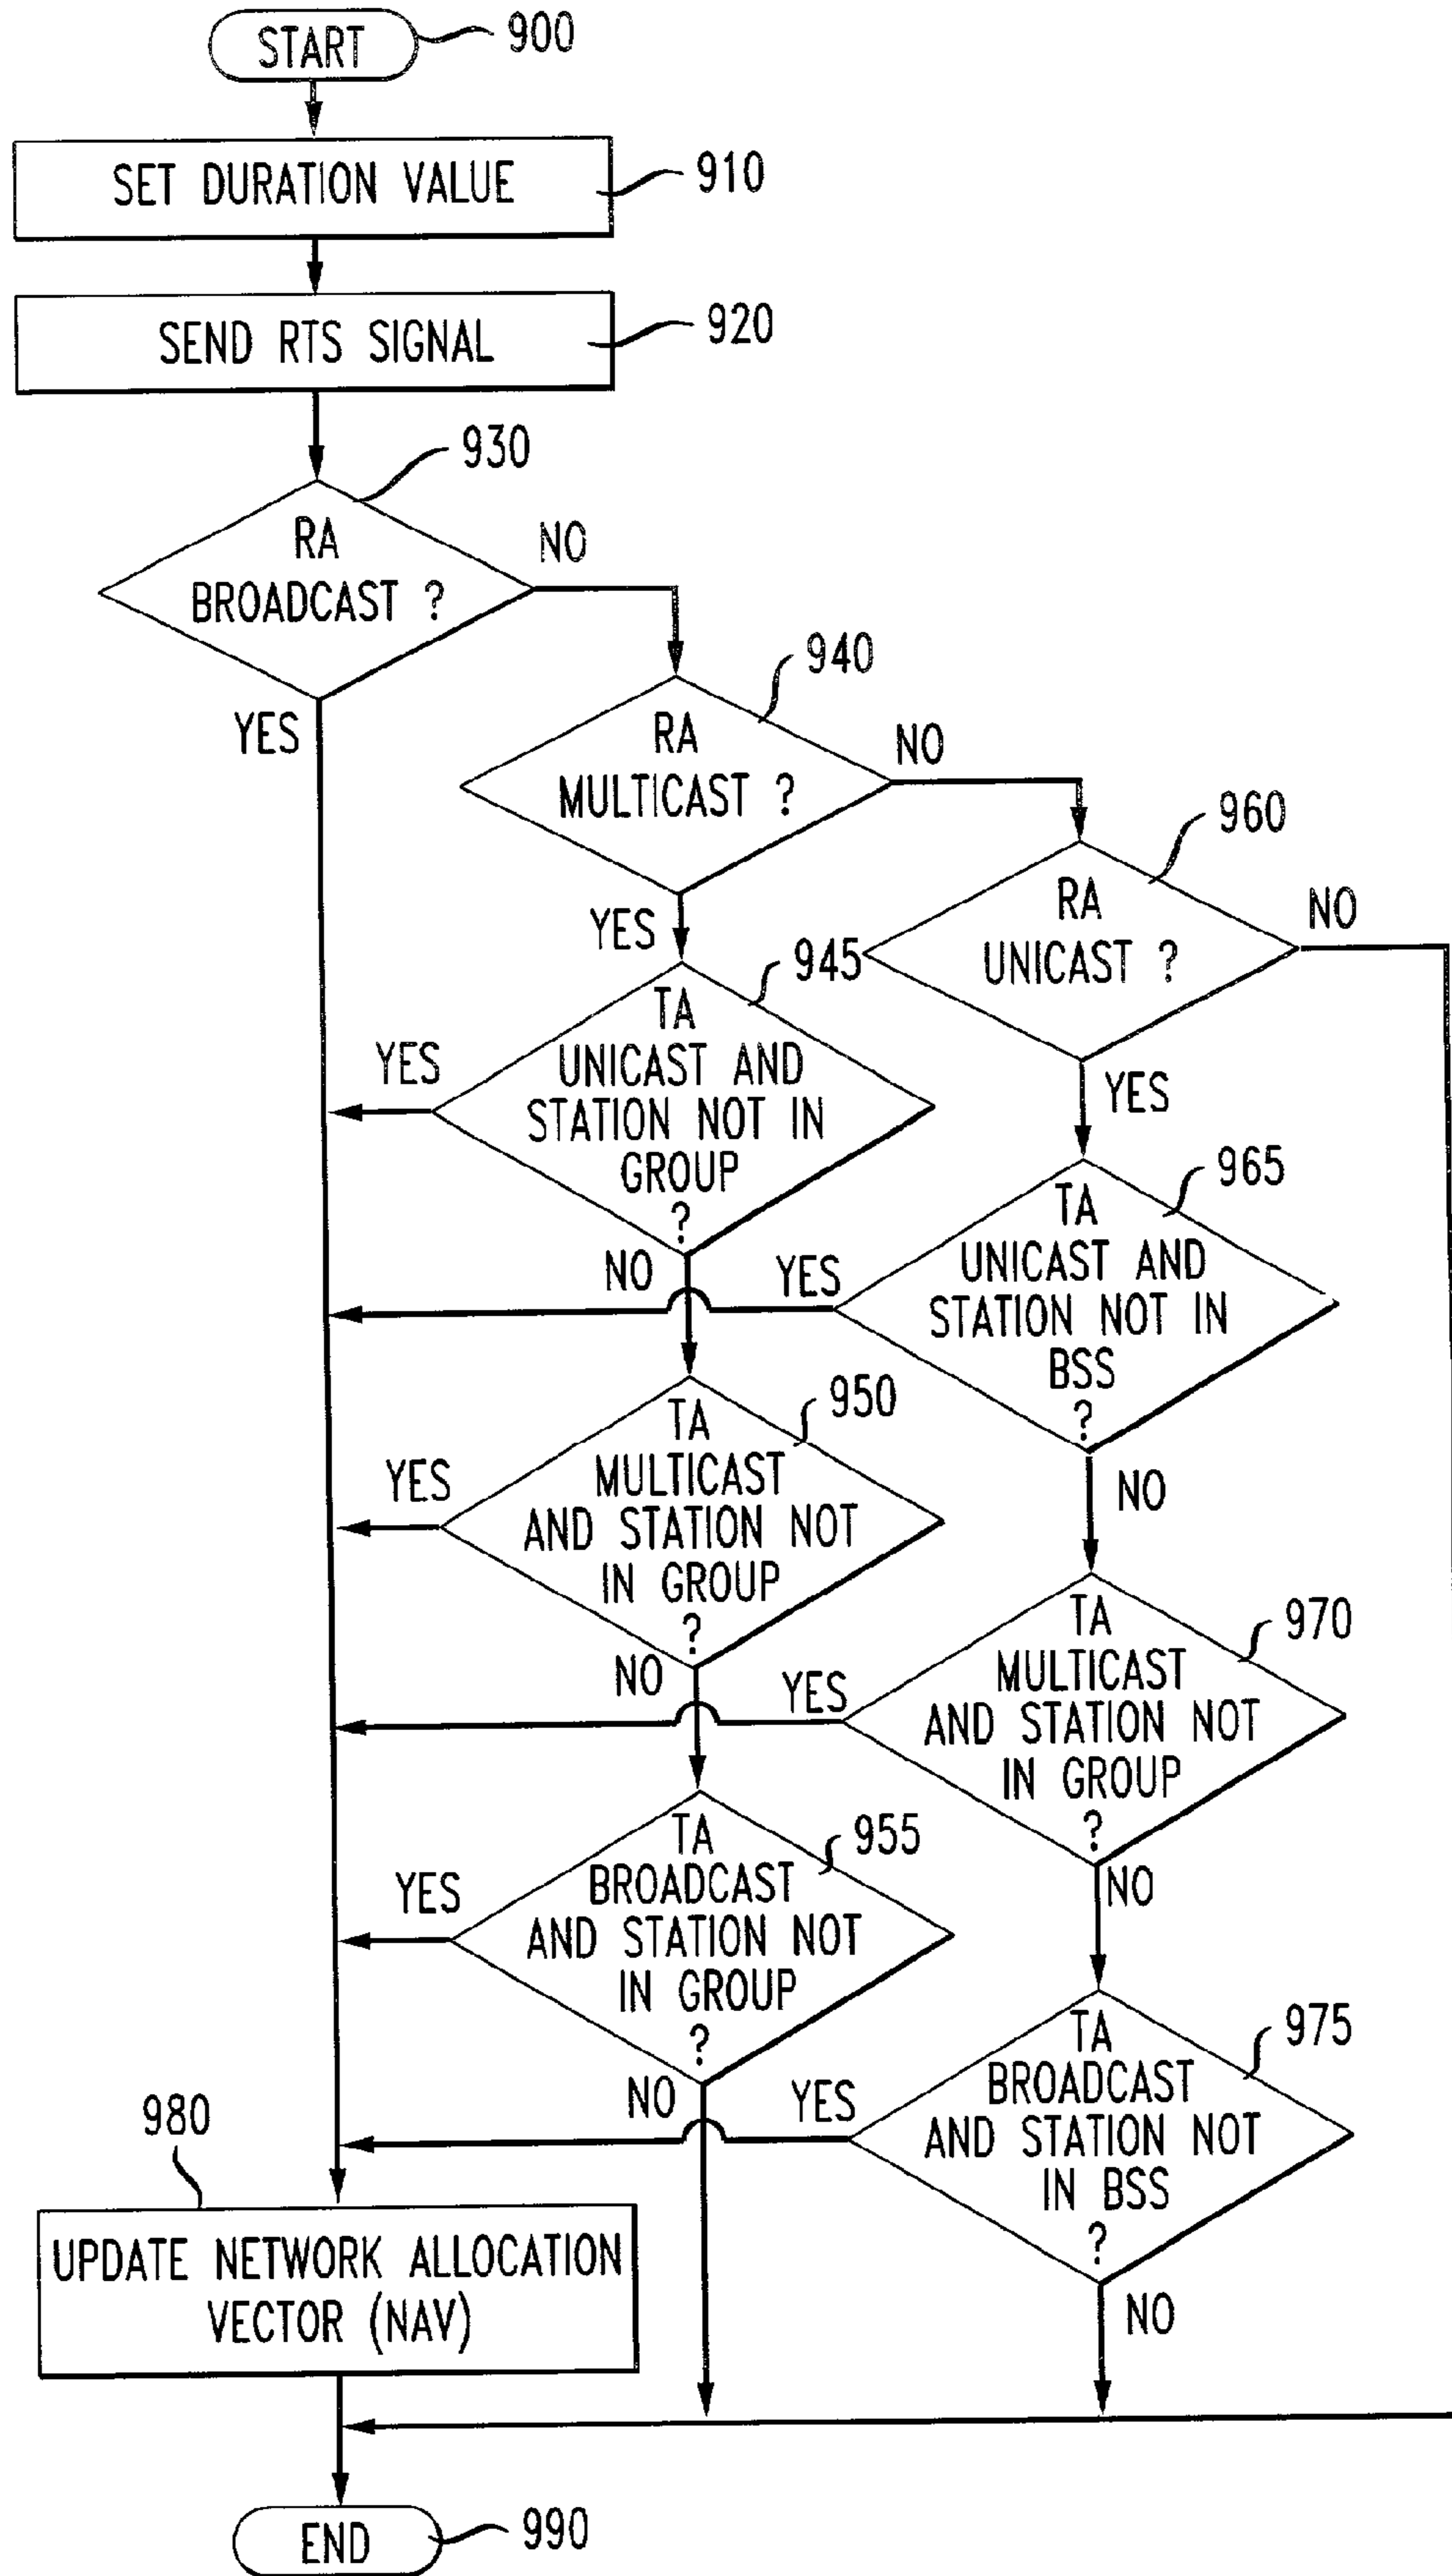 START
900
SET DURATION VALUE
910
SEND RTS SIGNAL
920
930
RA
BROADCAST ?
NO
YES
940
RA
MULTICAST ?
NO
YES
960
RA
UNICAST ?
NO
YES
945
TA
UNICAST AND
STATION NOT IN
GROUP
?
YES
NO
965
TA
UNICAST AND
STATION NOT IN
BSS
?
YES
NO
950
TA
MULTICAST
AND STATION NOT
IN GROUP
?
YES
NO
970
TA
MULTICAST
AND STATION NOT
IN GROUP
?
YES
NO
955
TA
BROADCAST
AND STATION NOT
IN GROUP
?
YES
NO
975
TA
BROADCAST
AND STATION NOT
IN BSS
?
YES
NO
980
UPDATE NETWORK ALLOCATION
VECTOR (NAV)
END
990